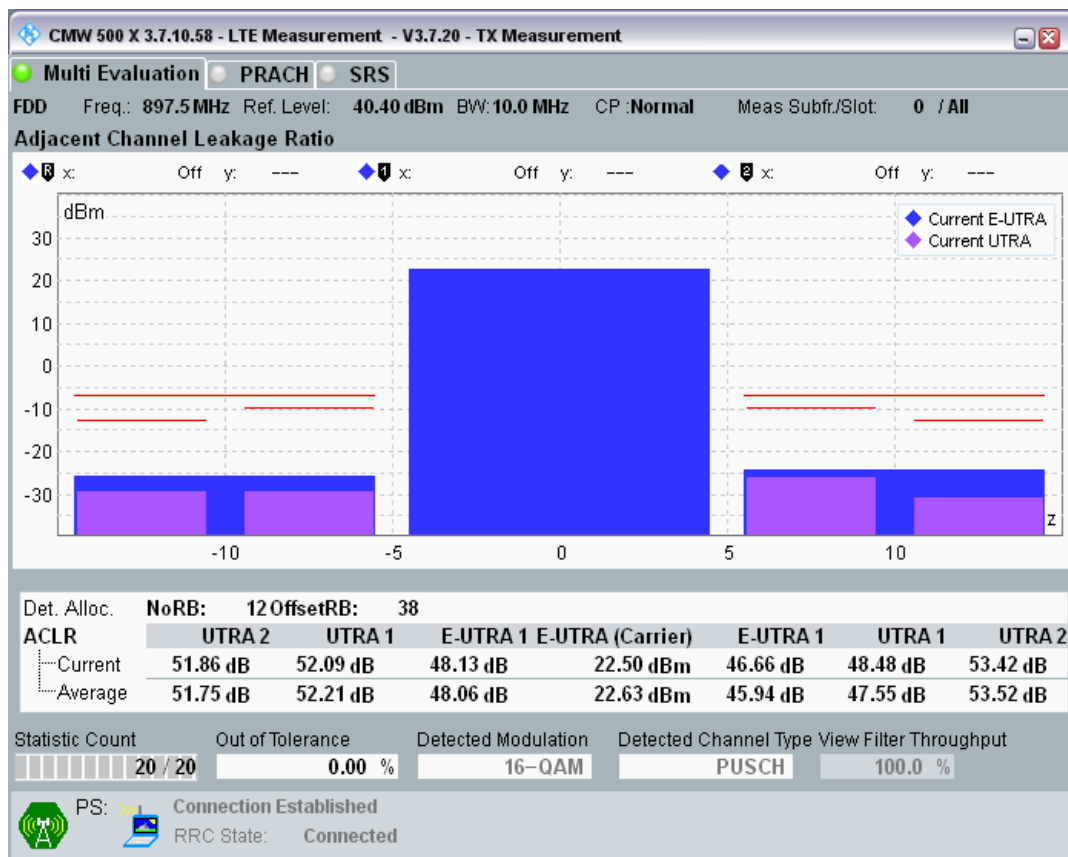 CMW 500 X 3.7.10.58 - LTE Measurement - V3.7.20 - TX Measurement
Multi Evaluation PRACH SRS
FDD Freq.: 897.5 MHz Ref. Level: 40.40 dBm BW: 10.0 MHz CP :Normal Meas Subfr./Slot: 0 / All
Adjacent Channel Leakage Ratio
R x: Off y: --- 1 x: Off y: --- 2 x: Off y: ---
dBm
Current E-UTRA
Current UTRA
30
20
10
0
-10
-20
-30
z
-10 -5 0 5 10
Det. Alloc. NoRB: 12 OffsetRB: 38
ACLR UTRA 2 UTRA 1 E-UTRA 1 E-UTRA (Carrier) E-UTRA 1 UTRA 1 UTRA 2
Current 51.86 dB 52.09 dB 48.13 dB 22.50 dBm 46.66 dB 48.48 dB 53.42 dB
Average 51.75 dB 52.21 dB 48.06 dB 22.63 dBm 45.94 dB 47.55 dB 53.52 dB
Statistic Count Out of Tolerance Detected Modulation Detected Channel Type View Filter Throughput
20 / 20 0.00 % 16-QAM PUSCH 100.0 %
PS: Connection Established
RRC State: Connected